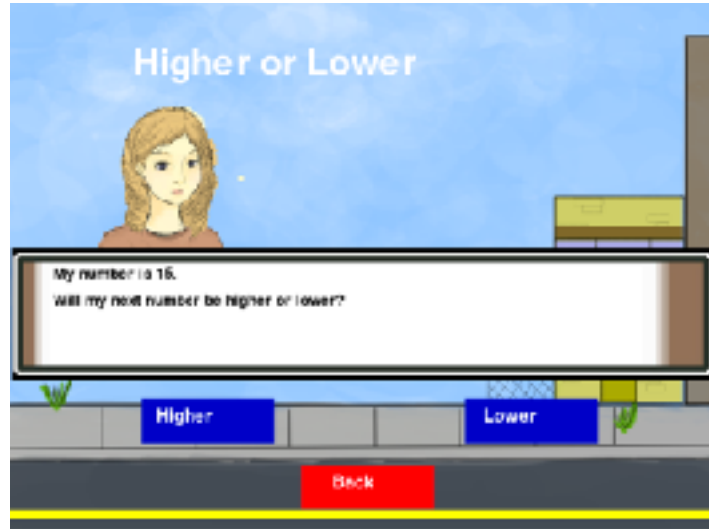 Higher or Lower
My number is 15.
Will my next number be higher or lower?
Higher
Lower
Back